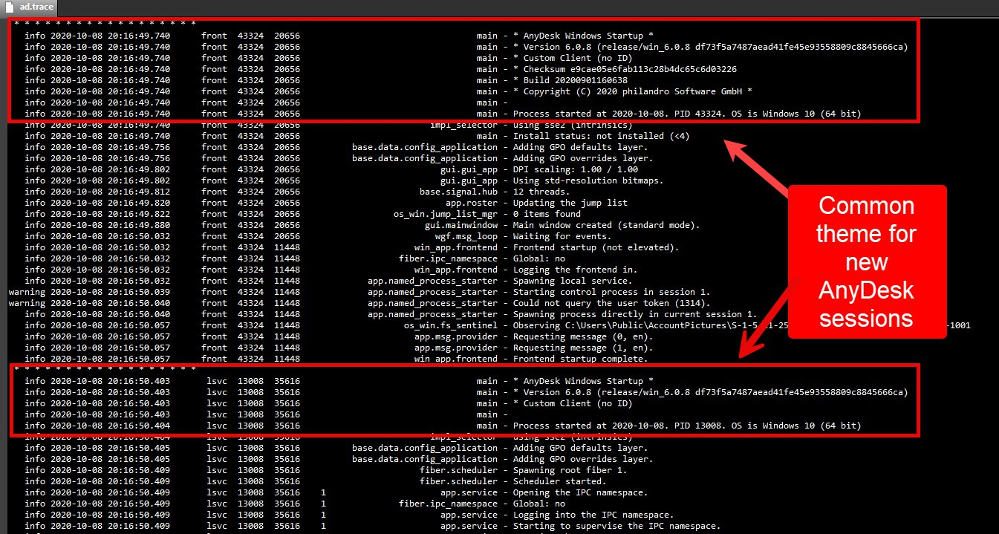 ad.trace
* * * * * * * * * * * * * * * * * *
info 2020-10-08 20:16:49.740 front 43324 20656 main - * AnyDesk Windows Startup *
info 2020-10-08 20:16:49.740 front 43324 20656 main - * Version 6.0.8 (release/win_6.0.8 df73f5a7487aead41fe45e93558809c8845666ca)
info 2020-10-08 20:16:49.740 front 43324 20656 main - * Custom Client (no ID)
info 2020-10-08 20:16:49.740 front 43324 20656 main - * Checksum e9cae05e6fab113c28b4dc65c6d03226
info 2020-10-08 20:16:49.740 front 43324 20656 main - * Build 20200901160638
info 2020-10-08 20:16:49.740 front 43324 20656 main - * Copyright (C) 2020 philandro Software GmbH *
info 2020-10-08 20:16:49.740 front 43324 20656 main -
info 2020-10-08 20:16:49.740 front 43324 20656 main - Process started at 2020-10-08. PID 43324. OS is Windows 10 (64 bit)
info 2020-10-08 20:16:49.740 front 43324 20656 impl_selector - using sse2 (intrinsics)
info 2020-10-08 20:16:49.740 front 43324 20656 main - Install status: not installed (<4)
info 2020-10-08 20:16:49.756 front 43324 20656 base.data.config_application - Adding GPO defaults layer.
info 2020-10-08 20:16:49.756 front 43324 20656 base.data.config_application - Adding GPO overrides layer.
info 2020-10-08 20:16:49.802 front 43324 20656 gui.gui_app - DPI scaling: 1.00 / 1.00
info 2020-10-08 20:16:49.802 front 43324 20656 gui.gui_app - Using std-resolution bitmaps.
info 2020-10-08 20:16:49.812 front 43324 20656 base.signal.hub - 12 threads.
info 2020-10-08 20:16:49.820 front 43324 20656 app.roster - Updating the jump list
info 2020-10-08 20:16:49.822 front 43324 20656 os_win.jump_list_mgr - 0 items found
info 2020-10-08 20:16:49.880 front 43324 20656 gui.mainwindow - Main window created (standard mode).
info 2020-10-08 20:16:50.032 front 43324 20656 wgf.msg_loop - Waiting for events.
info 2020-10-08 20:16:50.032 front 43324 11448 win_app.frontend - Frontend startup (not elevated).
info 2020-10-08 20:16:50.032 front 43324 11448 fiber.ipc_namespace - Global: no
info 2020-10-08 20:16:50.032 front 43324 11448 win_app.frontend - Logging the frontend in.
info 2020-10-08 20:16:50.032 front 43324 11448 app.named_process_starter - Spawning local service.
warning 2020-10-08 20:16:50.039 front 43324 11448 app.named_process_starter - Starting control process in session 1.
warning 2020-10-08 20:16:50.040 front 43324 11448 app.named_process_starter - Could not query the user token (1314).
info 2020-10-08 20:16:50.040 front 43324 11448 app.named_process_starter - Spawning process directly in current session 1.
info 2020-10-08 20:16:50.057 front 43324 11448 os_win.fs_sentinel - Observing C:\Users\Public\AccountPictures\S-1-5 -1001
info 2020-10-08 20:16:50.057 front 43324 11448 app.msg.provider - Requesting message (0, en).
info 2020-10-08 20:16:50.057 front 43324 11448 app.msg.provider - Requesting message (1, en).
info 2020-10-08 20:16:50.057 front 43324 11448 win_app.frontend - Frontend startup complete.
* * * * * * * * * * * * * * * * * *
info 2020-10-08 20:16:50.403 lsvc 13008 35616 main - * AnyDesk Windows Startup *
info 2020-10-08 20:16:50.403 lsvc 13008 35616 main - * Version 6.0.8 (release/win_6.0.8 df73f5a7487aead41fe45e93558809c8845666ca)
info 2020-10-08 20:16:50.403 lsvc 13008 35616 main - * Custom Client (no ID)
info 2020-10-08 20:16:50.403 lsvc 13008 35616 main -
info 2020-10-08 20:16:50.404 lsvc 13008 35616 main - Process started at 2020-10-08. PID 13008. OS is Windows 10 (64 bit)
info 2020-10-08 20:16:50.404 lsvc 13008 35616 impl_selector - using sse2 (intrinsics)
info 2020-10-08 20:16:50.405 lsvc 13008 35616 base.data.config_application - Adding GPO defaults layer.
info 2020-10-08 20:16:50.405 lsvc 13008 35616 base.data.config_application - Adding GPO overrides layer.
info 2020-10-08 20:16:50.409 lsvc 13008 35616 fiber.scheduler - Spawning root fiber 1.
info 2020-10-08 20:16:50.409 lsvc 13008 35616 fiber.scheduler - Scheduler started.
info 2020-10-08 20:16:50.409 lsvc 13008 35616 1 app.service - Opening the IPC namespace.
info 2020-10-08 20:16:50.409 lsvc 13008 35616 1 fiber.ipc_namespace - Global: no
info 2020-10-08 20:16:50.409 lsvc 13008 35616 1 app.service - Logging into the IPC namespace.
info 2020-10-08 20:16:50.409 lsvc 13008 35616 1 app.service - Starting to supervise the IPC namespace.
Common
theme for
new
AnyDesk
sessions